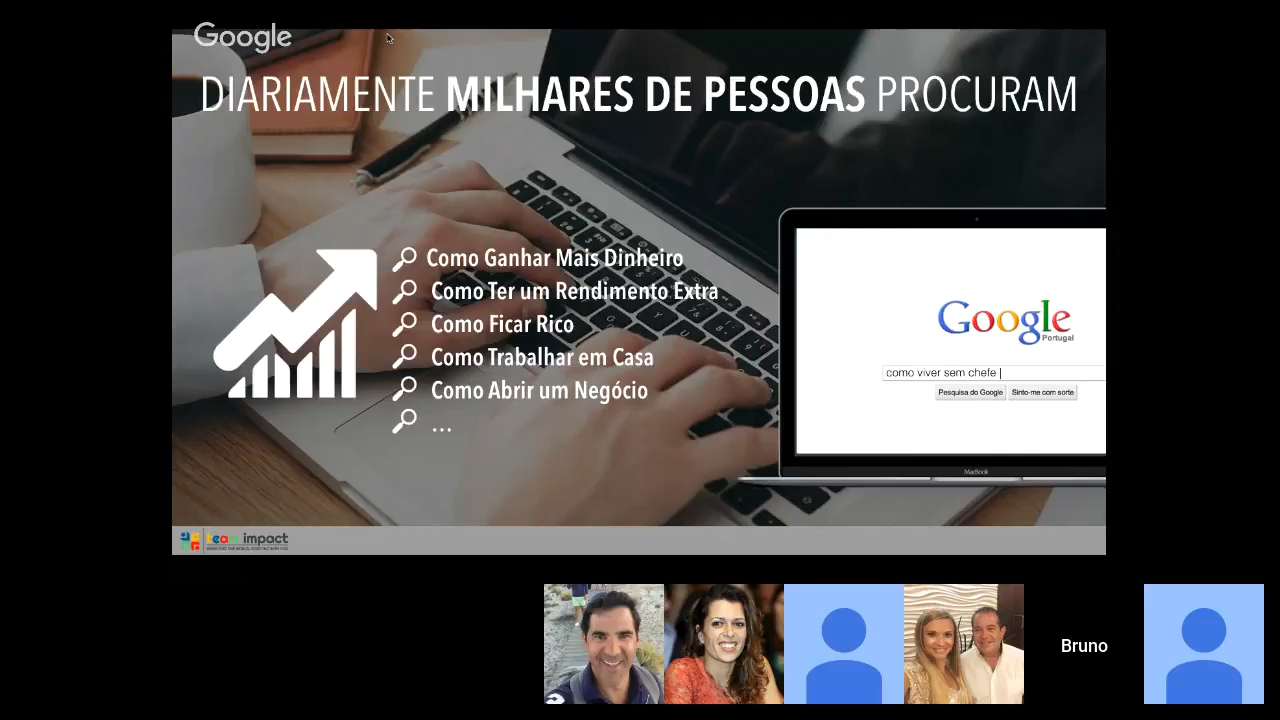 Google
DIARIAMENTE MILHARES DE PESSOAS PROCURAM
Como Ganhar Mais Dinheiro
Como Ter um Rendimento Extra
Como Ficar Rico
Como Trabalhar em Casa
Como Abrir um Negócio
...
Google
Portugal
como viver sem chefe |
Pesquisa do Google Sinto-me com sorte
MacBook
team impact
Bruno